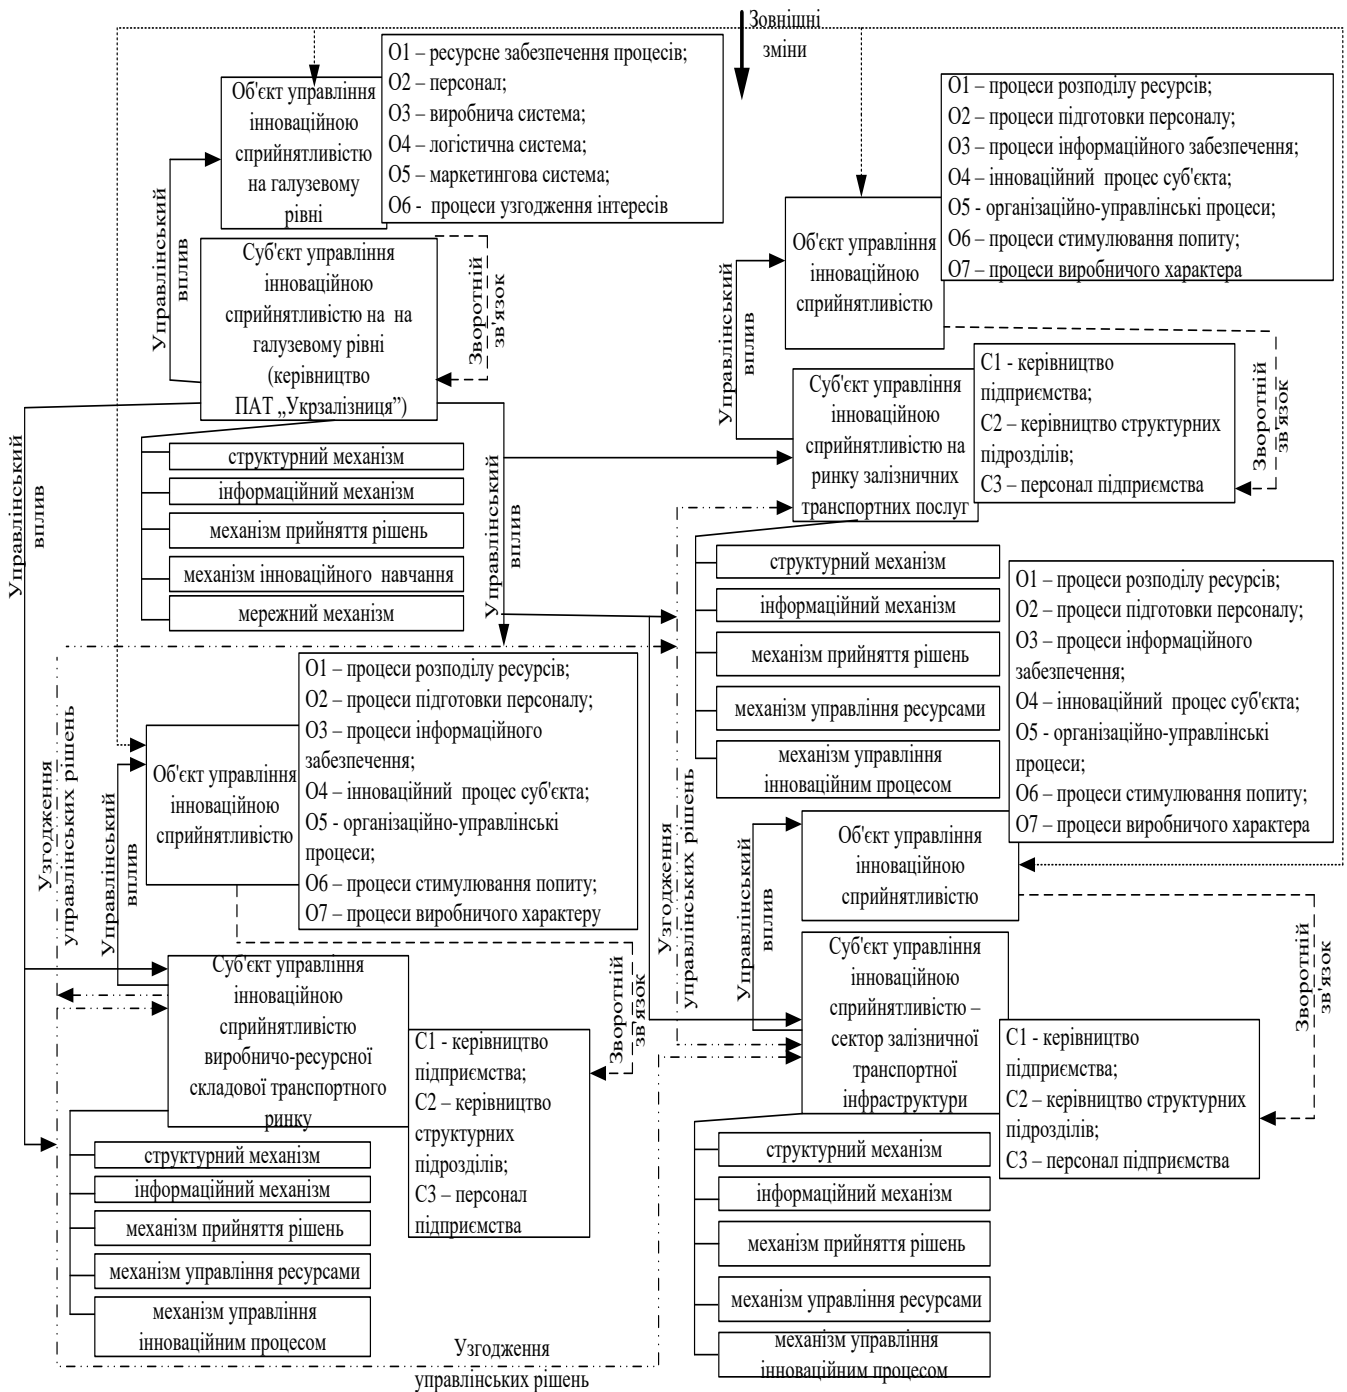 Зовнішні
зміни
О1 – ресурсне забезпечення процесів;
О2 – персонал;
О3 – виробнича система;
О4 – логістична система;
О5 – маркетингова система;
О6 - процеси узгодження інтересів
Об'єкт управління
інноваційною
сприйнятливістю
на галузевому
рівні
Управлінський
вплив
Суб'єкт управління
інноваційною
сприйнятливістю на на
галузевому рівні
(керівництво
ПАТ „Укрзалізниця”)
Зворотній
зв'язок
структурний механізм
інформаційний механізм
механізм прийняття рішень
механізм інноваційного навчання
мережний механізм
Управлінський
вплив
Управлінський
вплив
О1 – процеси розподілу ресурсів;
О2 – процеси підготовки персоналу;
О3 – процеси інформаційного забезпечення;
О4 – інноваційний процес суб'єкта;
О5 - організаційно-управлінські процеси;
О6 – процеси стимулювання попиту;
О7 – процеси виробничого характера
Об'єкт управління
інноваційною
сприйнятливістю
Управлінський
вплив
Суб'єкт управління
інноваційною
сприйнятливістю на
ринку залізничних
транспортних послуг
С1 - керівництво
підприємства;
С2 – керівництво структурних
підрозділів;
С3 – персонал підприємства
Зворотній
зв'язок
структурний механізм
інформаційний механізм
механізм прийняття рішень
механізм управління ресурсами
механізм управління
інноваційним процесом
О1 – процеси розподілу ресурсів;
О2 – процеси підготовки персоналу;
О3 – процеси інформаційного
забезпечення;
О4 – інноваційний процес суб'єкта;
О5 - організаційно-управлінські
процеси;
О6 – процеси стимулювання попиту;
О7 – процеси виробничого характеру
Об'єкт управління
інноваційною
сприйнятливістю
Узгодження
управлінських рішень
Управлінський
вплив
Суб'єкт управління
інноваційною
сприйнятливістю
виробничо-ресурсної
складової транспортного
ринку
С1 - керівництво
підприємства;
С2 – керівництво
структурних
підрозділів;
С3 – персонал
підприємства
Зворотній
зв'язок
структурний механізм
інформаційний механізм
механізм прийняття рішень
механізм управління ресурсами
механізм управління
інноваційним процесом
О1 – процеси розподілу ресурсів;
О2 – процеси підготовки персоналу;
О3 – процеси інформаційного
забезпечення;
О4 – інноваційний процес суб'єкта;
О5 - організаційно-управлінські
процеси;
О6 – процеси стимулювання попиту;
О7 – процеси виробничого характера
Об'єкт управління
інноваційною
сприйнятливістю
Узгодження
управлінських рішень
Управлінський
вплив
Суб'єкт управління
інноваційною
сприйнятливістю –
сектор залізничної
транспортної
інфраструктури
С1 - керівництво
підприємства;
С2 – керівництво структурних
підрозділів;
С3 – персонал підприємства
Зворотній
зв'язок
структурний механізм
інформаційний механізм
механізм прийняття рішень
механізм управління ресурсами
механізм управління
інноваційним процесом
Узгодження
управлінських рішень